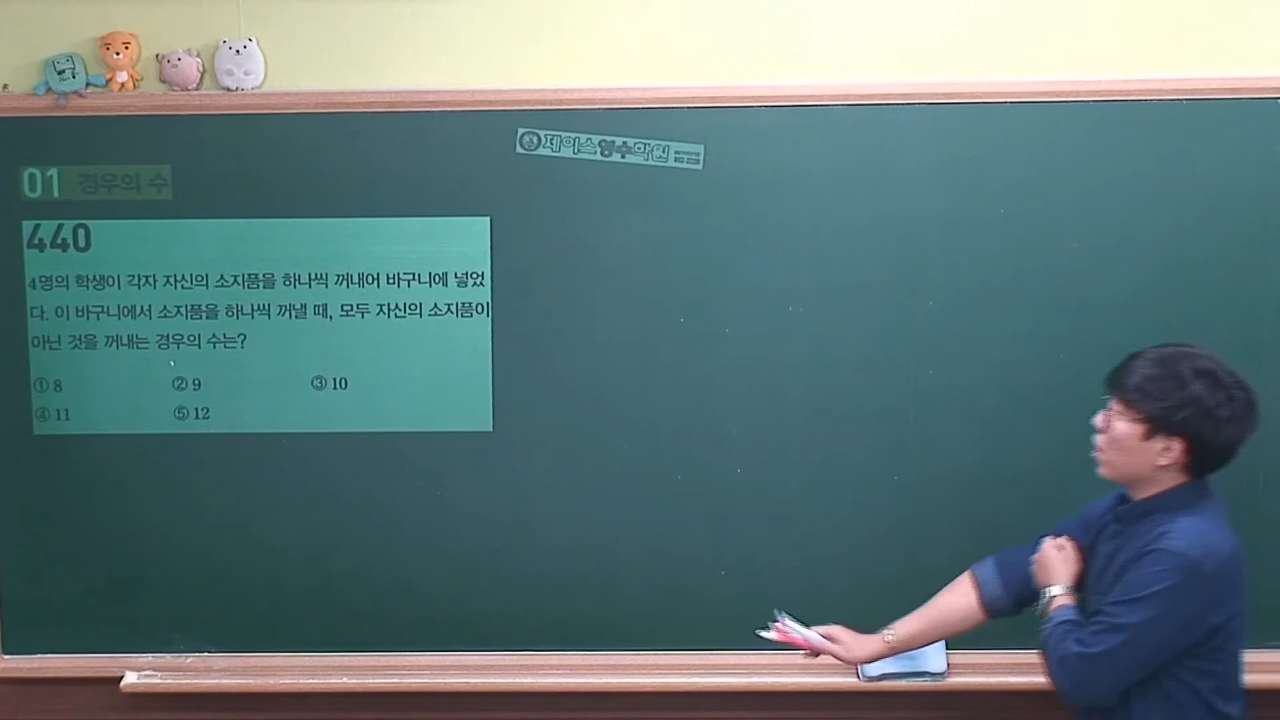 제이스영수학원
01 경우의 수
440
4명의 학생이 각자 자신의 소지품을 하나씩 꺼내어 바구니에 넣었
다. 이 바구니에서 소지품을 하나씩 꺼낼 때, 모두 자신의 소지품이
아닌 것을 꺼내는 경우의 수는?
① 8 ② 9 ③ 10
④ 11 ⑤ 12